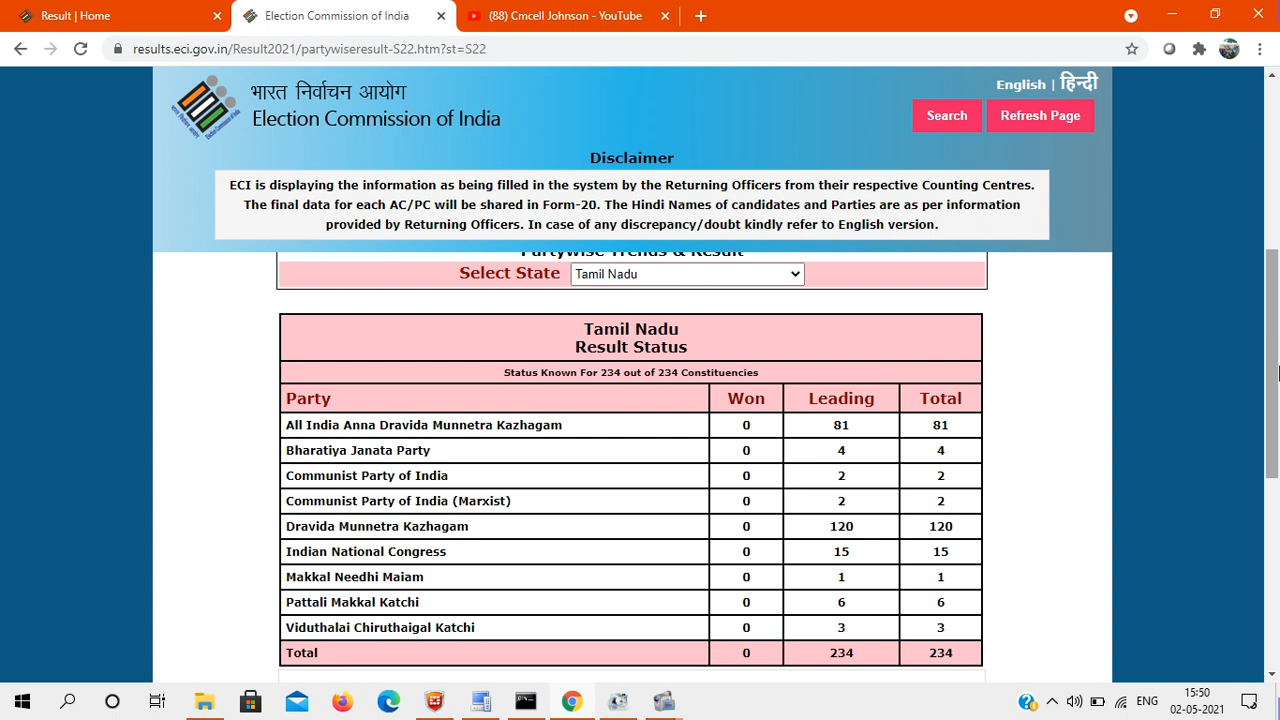 Result | Home
Election Commission of India
(88) Cmcell Johnson - YouTube
results.eci.gov.in/Result2021/partywiseresult-S22.htm?st=S22
भारत निर्वाचन आयोग
Election Commission of India
English | हिन्दी
Search
Refresh Page
Disclaimer
ECI is displaying the information as being filled in the system by the Returning Officers from their respective Counting Centres.
The final data for each AC/PC will be shared in Form-20. The Hindi Names of candidates and Parties are as per information
provided by Returning Officers. In case of any discrepancy/doubt kindly refer to English version.
Partywise Trends & Result
Select State Tamil Nadu
Tamil Nadu
Result Status
Status Known For 234 out of 234 Constituencies
Party Won Leading Total
All India Anna Dravida Munnetra Kazhagam 0 81 81
Bharatiya Janata Party 0 4 4
Communist Party of India 0 2 2
Communist Party of India (Marxist) 0 2 2
Dravida Munnetra Kazhagam 0 120 120
Indian National Congress 0 15 15
Makkal Needhi Maiam 0 1 1
Pattali Makkal Katchi 0 6 6
Viduthalai Chiruthaigal Katchi 0 3 3
Total 0 234 234
ENG
15:50
02-05-2021